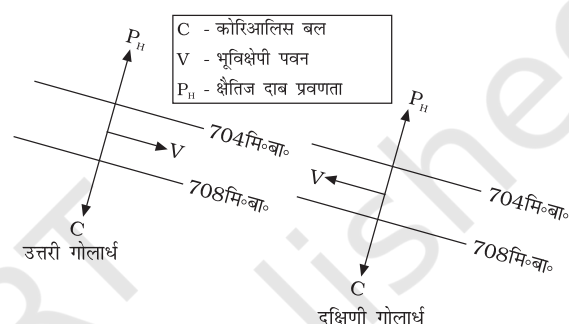 C - कोरिआलिस बल
V - भूविक्षेपी पवन
P_H - क्षैतिज दाब प्रवणता
P_H
704मि॰बा॰
V
708मि॰बा॰
C
उत्तरी गोलार्ध
P_H
704मि॰बा॰
V
708मि॰बा॰
C
दक्षिणी गोलार्ध